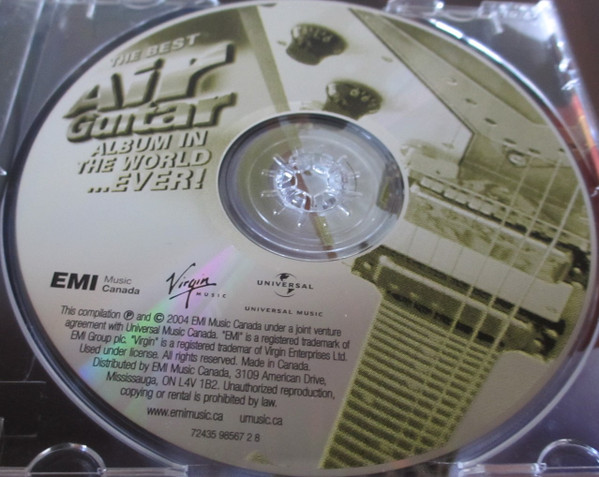 THE BEST
Air
Guitar
ALBUM IN
THE WORLD
...EVER!
EMI Music
Canada
Virgin
MUSIC
UNIVERSAL
UNIVERSAL MUSIC
This compilation ℗ and © 2004 EMI Music Canada under a joint venture
agreement with Universal Music Canada. "EMI" is a registered trademark of
EMI Group plc. "Virgin" is a registered trademar of Virgin Enterprises Ltd.
Used under license. All rights reserved. Made in Canada.
Distributed by EMI Music Canada, 3109 American Drive,
Mississauga, ON L4V 1B2. Unauthorized reproduction,
copying or rental is prohibited by law.
www.emimusic.ca umusic.ca
72435 98567 2 8